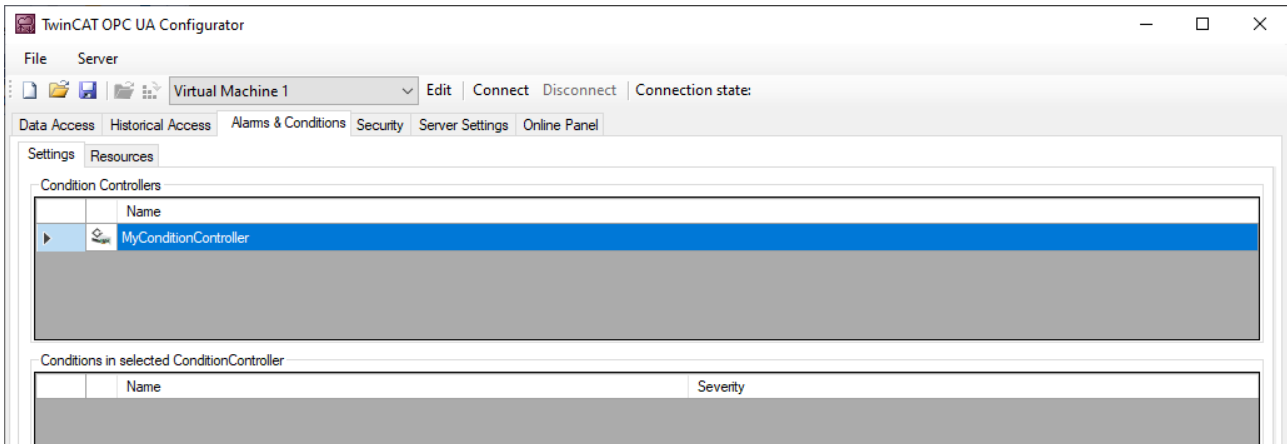 TwinCAT OPC UA Configurator
File Server
Virtual Machine 1 Edit Connect Disconnect Connection state:
Data Access Historical Access Alarms & Conditions Security Server Settings Online Panel
Settings Resources
Condition Controllers
Name
MyConditionController
Conditions in selected ConditionController
Name Severity